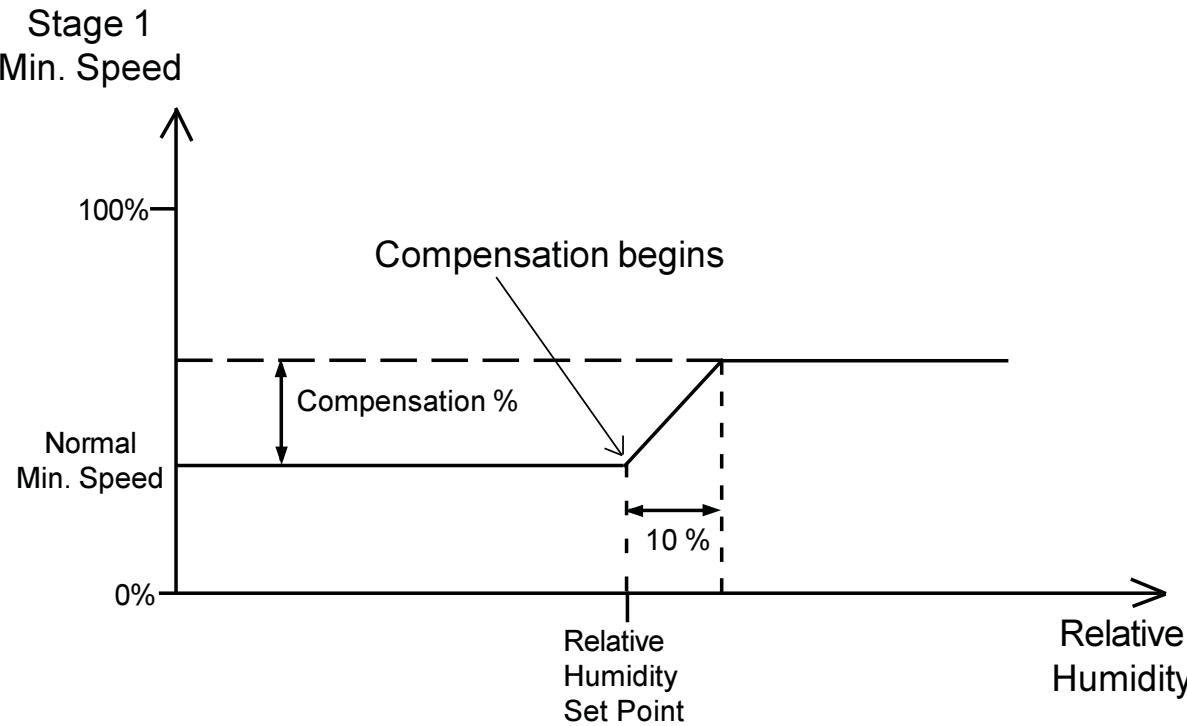 Stage 1
Min. Speed
100%
Compensation begins
Compensation %
Normal
Min. Speed
10 %
0%
Relative
Humidity
Set Point
Relative
Humidity